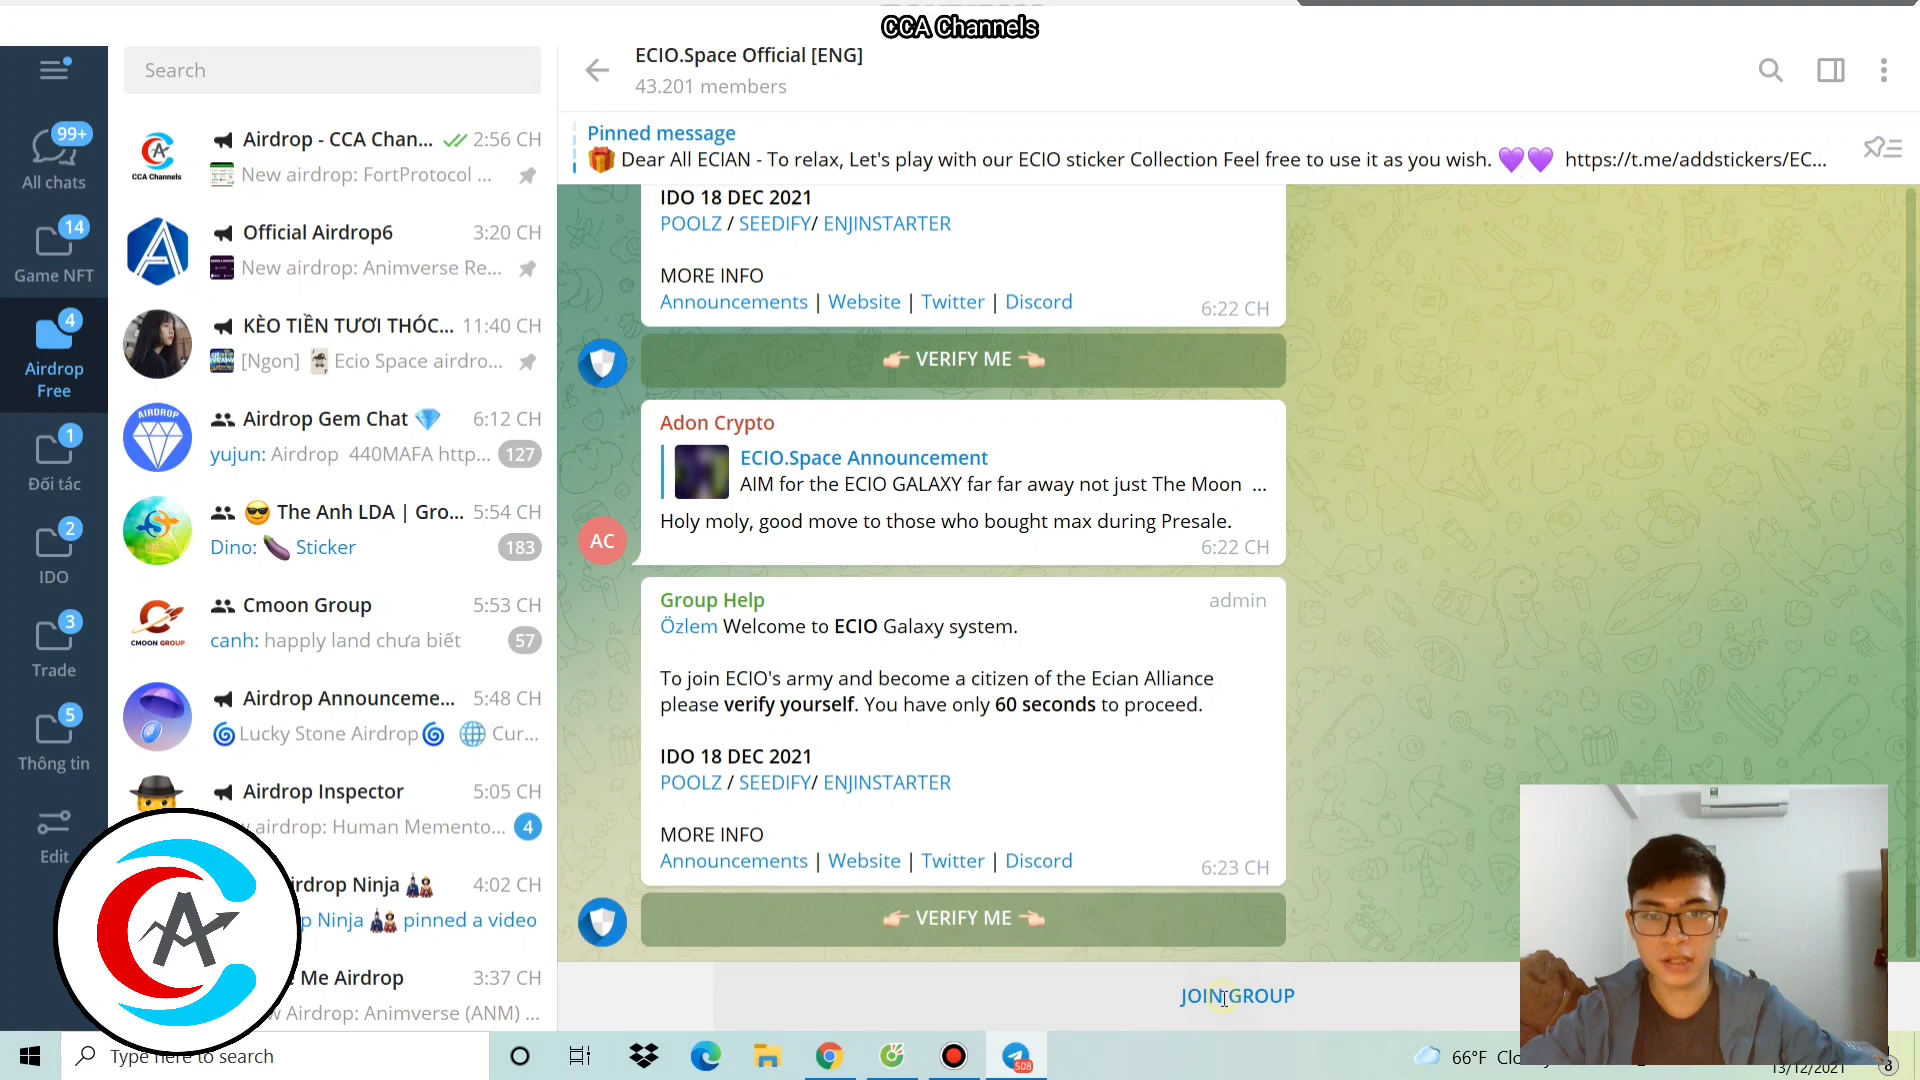 CCA Channels
Search
99+
All chats
14
Game NFT
4
Airdrop
Free
1
Đối tác
2
IDO
3
Trade
5
Thông tin
Edit
Airdrop - CCA Chan... 2:56 CH
New airdrop: FortProtocol ...
CCA Channels
Official Airdrop6 3:20 CH
New airdrop: Animverse Re...
KÈO TIỀN TƯƠI THÓC... 11:40 CH
[Ngon] Ecio Space airdro...
AIRDROP
Airdrop Gem Chat 💎 6:12 CH
yujun: Airdrop 440MAFA http... 127
😎 The Anh LDA | Gro... 5:54 CH
Dino: 🍆 Sticker 183
Cmoon Group 5:53 CH
canh: happly land chưa biết 57
CMOON GROUP
Airdrop Announceme... 5:48 CH
🌀Lucky Stone Airdrop🌀 🌐 Cur...
Airdrop Inspector 5:05 CH
airdrop: Human Memento... 4
irdrop Ninja 🎎 4:02 CH
p Ninja 🎎 pinned a video
Me Airdrop 3:37 CH
Airdrop: Animverse (ANM) ...
CA
ECIO.Space Official [ENG]
43.201 members
Pinned message
🎁 Dear All ECIAN - To relax, Let's play with our ECIO sticker Collection Feel free to use it as you wish. 💜💜 https://t.me/addstickers/EC...
IDO 18 DEC 2021
POOLZ / SEEDIFY/ ENJINSTARTER
MORE INFO
Announcements | Website | Twitter | Discord 6:22 CH
👉🏻 VERIFY ME 👈🏻
Adon Crypto
ECIO.Space Announcement
AIM for the ECIO GALAXY far far away not just The Moon ...
Holy moly, good move to those who bought max during Presale.
6:22 CH
AC
Group Help admin
Özlem Welcome to ECIO Galaxy system.
To join ECIO's army and become a citizen of the Ecian Alliance
please verify yourself. You have only 60 seconds to proceed.
IDO 18 DEC 2021
POOLZ / SEEDIFY/ ENJINSTARTER
MORE INFO
Announcements | Website | Twitter | Discord 6:23 CH
👉🏻 VERIFY ME 👈🏻
JOIN GROUP
Type here to search
508
66°F
13/12/2021
8